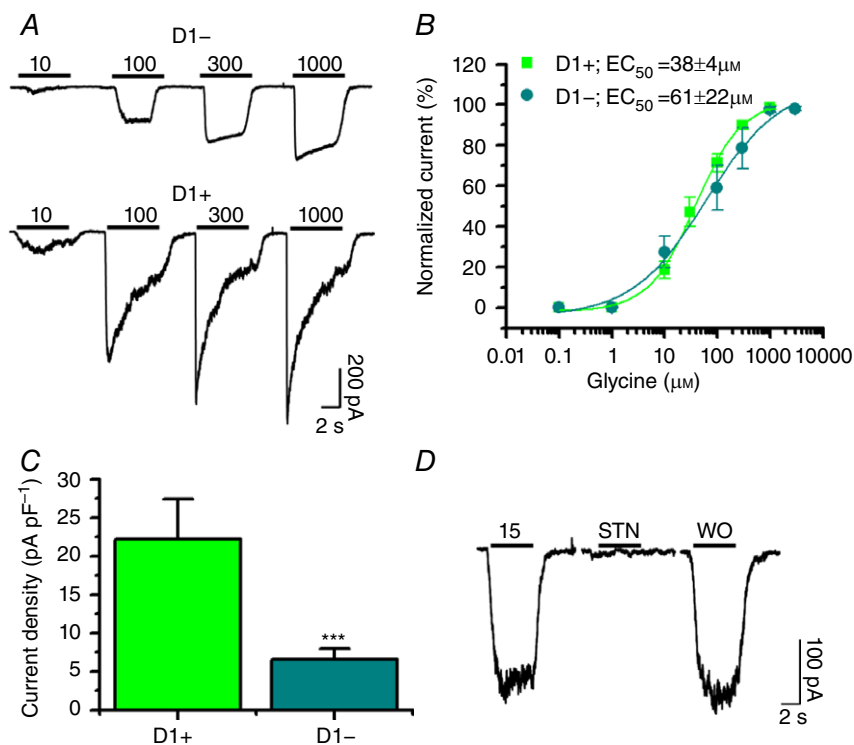 A
D1−
10 100 300 1000
D1+
10 100 300 1000
200 pA
2 s
B
D1+; EC50 =38±4μM
D1−; EC50 =61±22μM
Normalized current (%)
120
100
80
60
40
20
0
0.01 0.1 1 10 100 1000 10000
Glycine (μM)
C
Current density (pA pF−1)
30
25
20
15
10
5
0
***
D1+ D1−
D
15 STN WO
100 pA
2 s